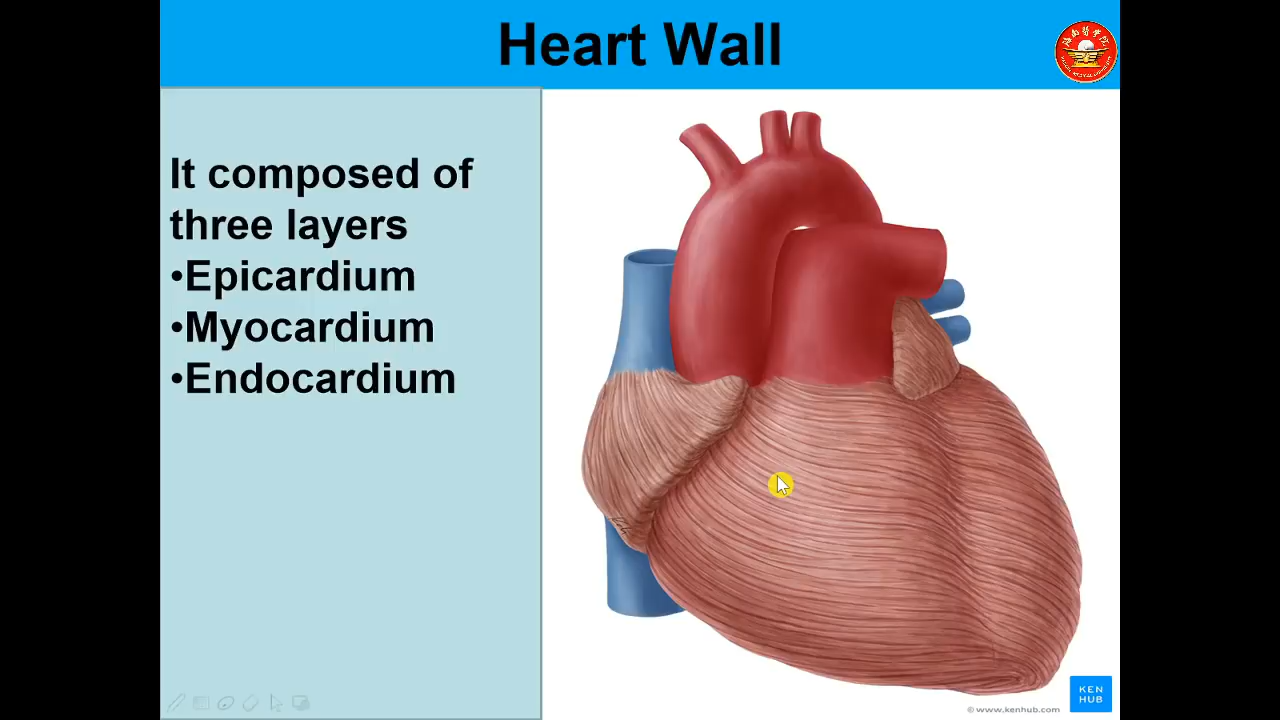 Heart Wall
It composed of
three layers
•Epicardium
•Myocardium
•Endocardium
KEN
HUB
© www.kenhub.com